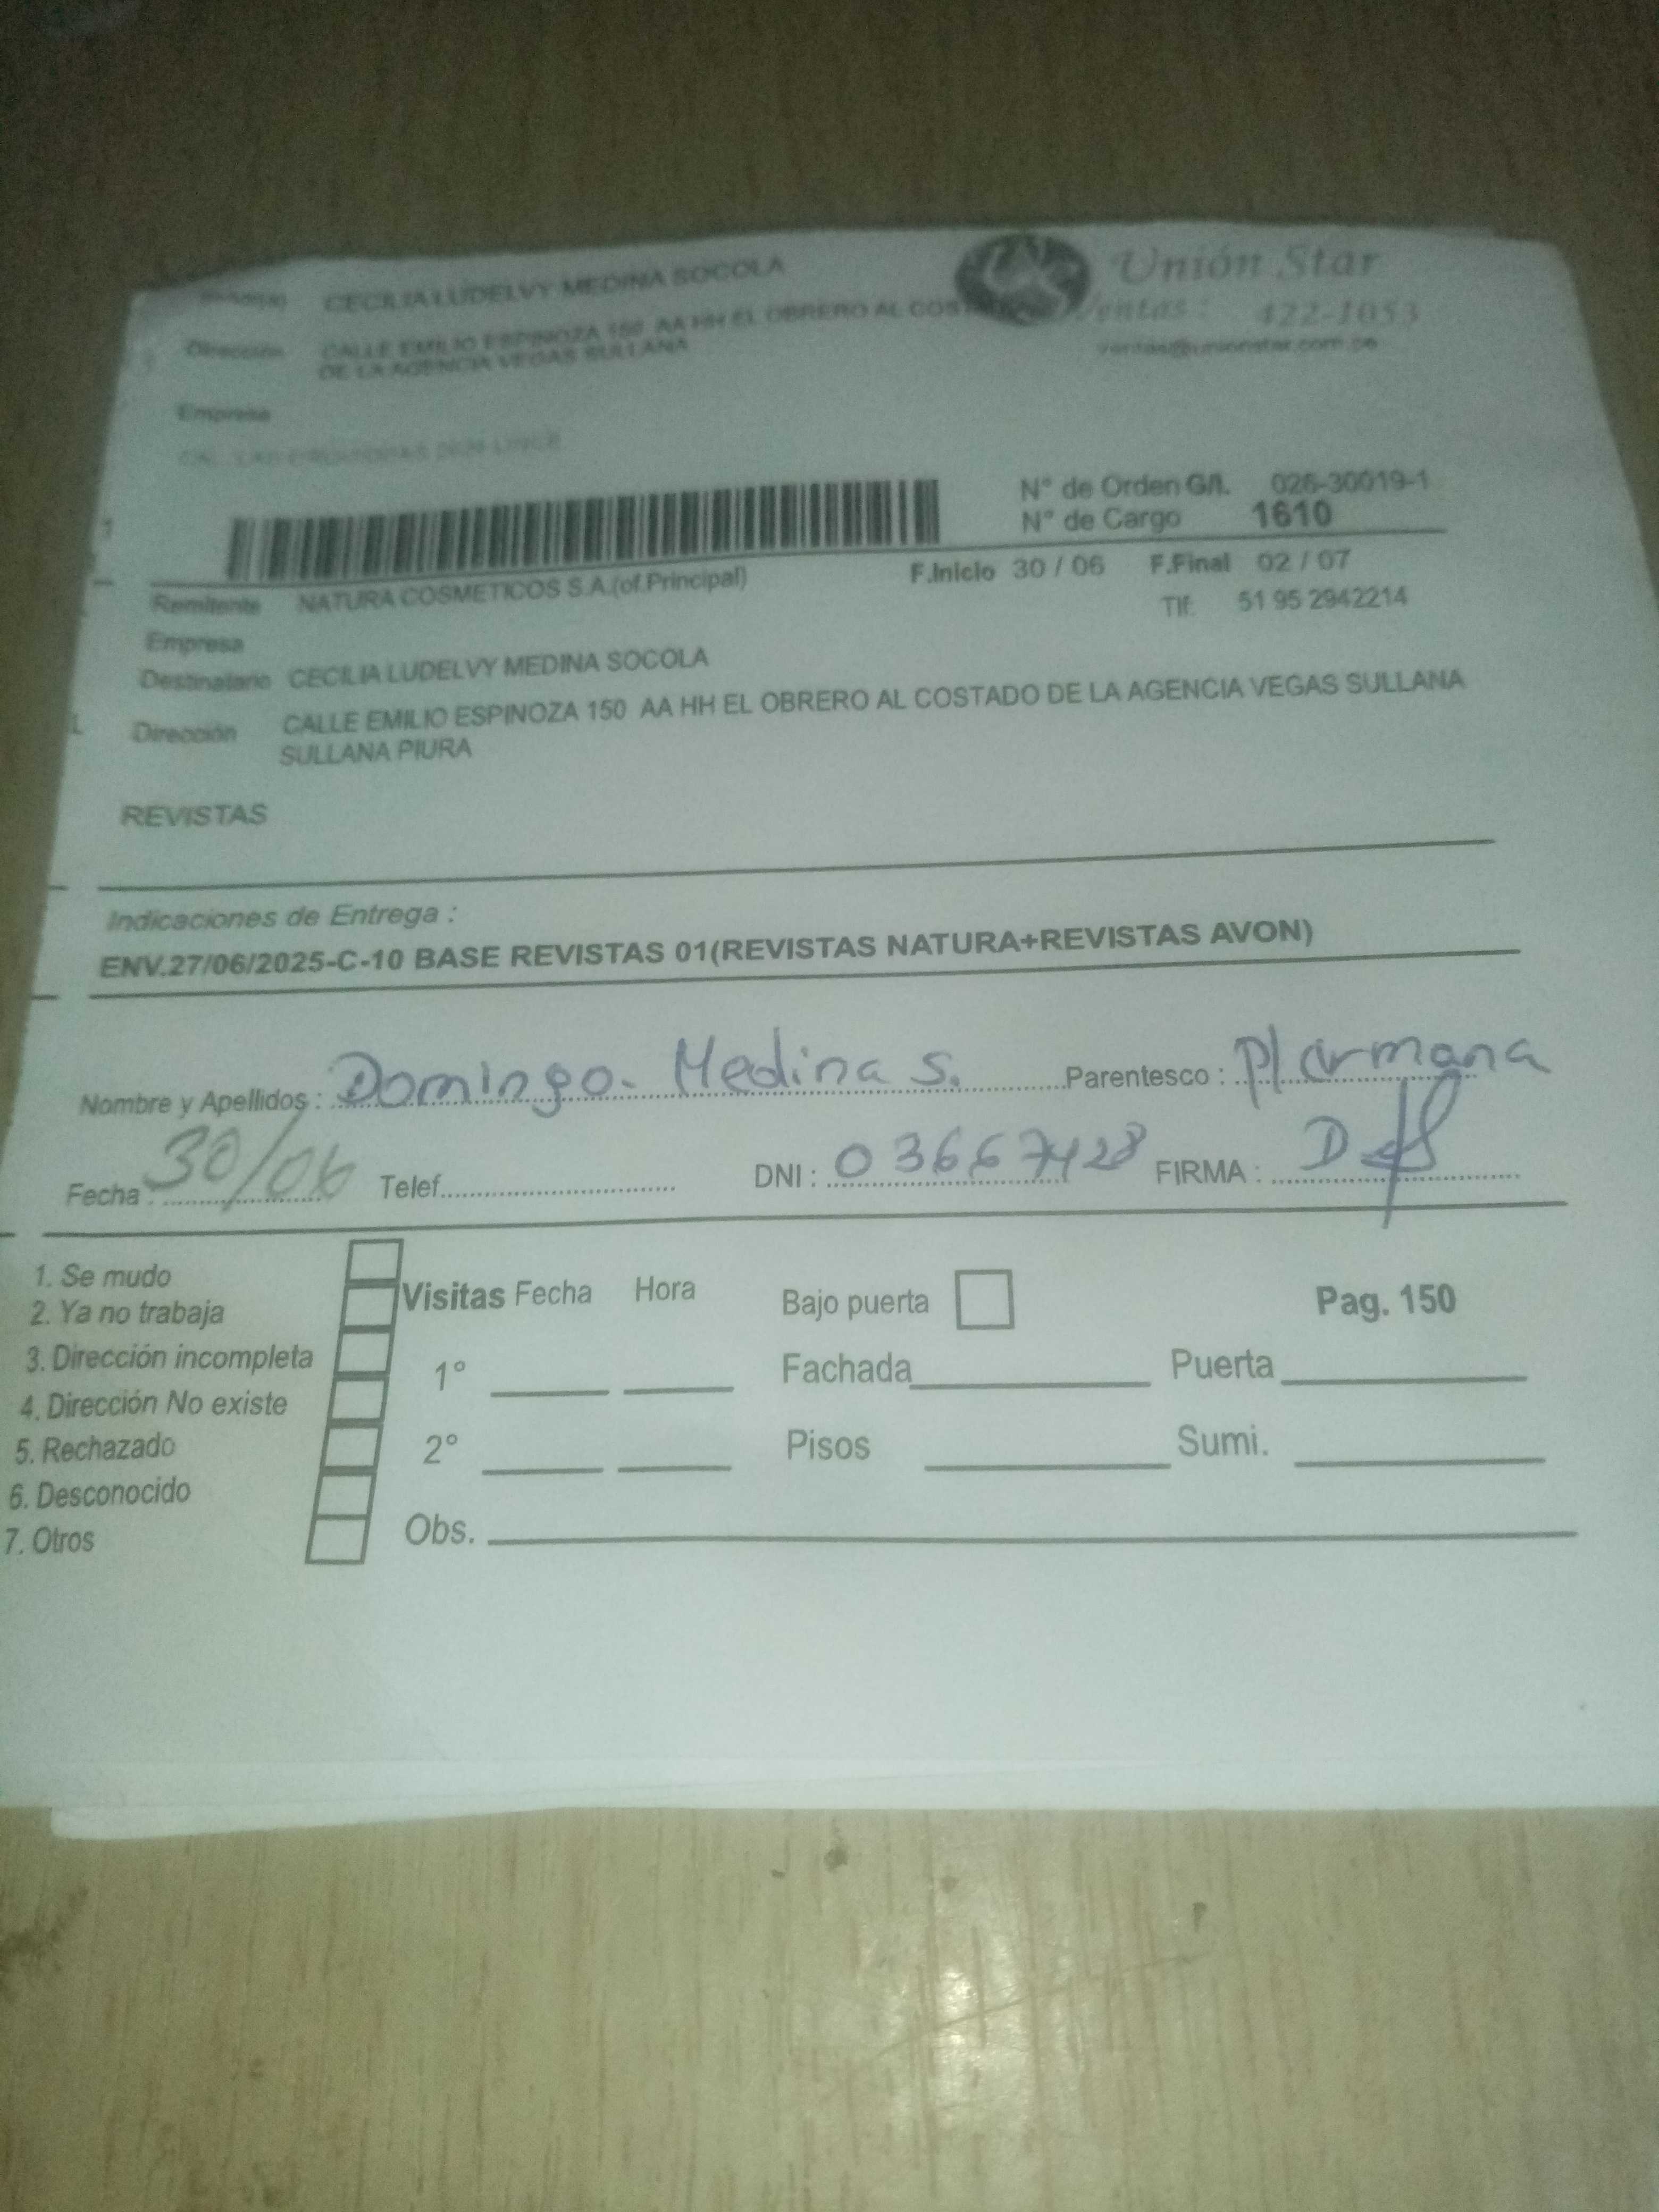 CECILIA LUDELVY MEDINA SOCOLA
Unión Star
Dirección CALLE EMILIO ESPINOZA 150 AA HH EL OBRERO AL
DE LA AGENCIA VEGAS SULLANA
Ventas: 422-1053
ventas@unionstar.com.pe
Empresa
N° de Orden G/I. 026-30019-1
N° de Cargo 1610
Remitente NATURA COSMETICOS S.A.(of.Principal) F.Inicio 30 / 06 F.Final 02 / 07
Empresa Tlf: 51 95 2942214
Destinatario CECILIA LUDELVY MEDINA SOCOLA
Dirección CALLE EMILIO ESPINOZA 150 AA HH EL OBRERO AL COSTADO DE LA AGENCIA VEGAS SULLANA
SULLANA PIURA
REVISTAS
Indicaciones de Entrega :
ENV.27/06/2025-C-10 BASE REVISTAS 01(REVISTAS NATURA+REVISTAS AVON)
Nombre y Apellidos : Domingo. Medina S. Parentesco :
Fecha : 30/06 Telef. DNI : 03667428 FIRMA :
1. Se mudo
2. Ya no trabaja
3. Dirección incompleta
4. Dirección No existe
5. Rechazado
6. Desconocido
7. Otros
Visitas Fecha Hora
1°
2°
Obs.
Bajo puerta
Pag. 150
Fachada Puerta
Pisos Sumi.